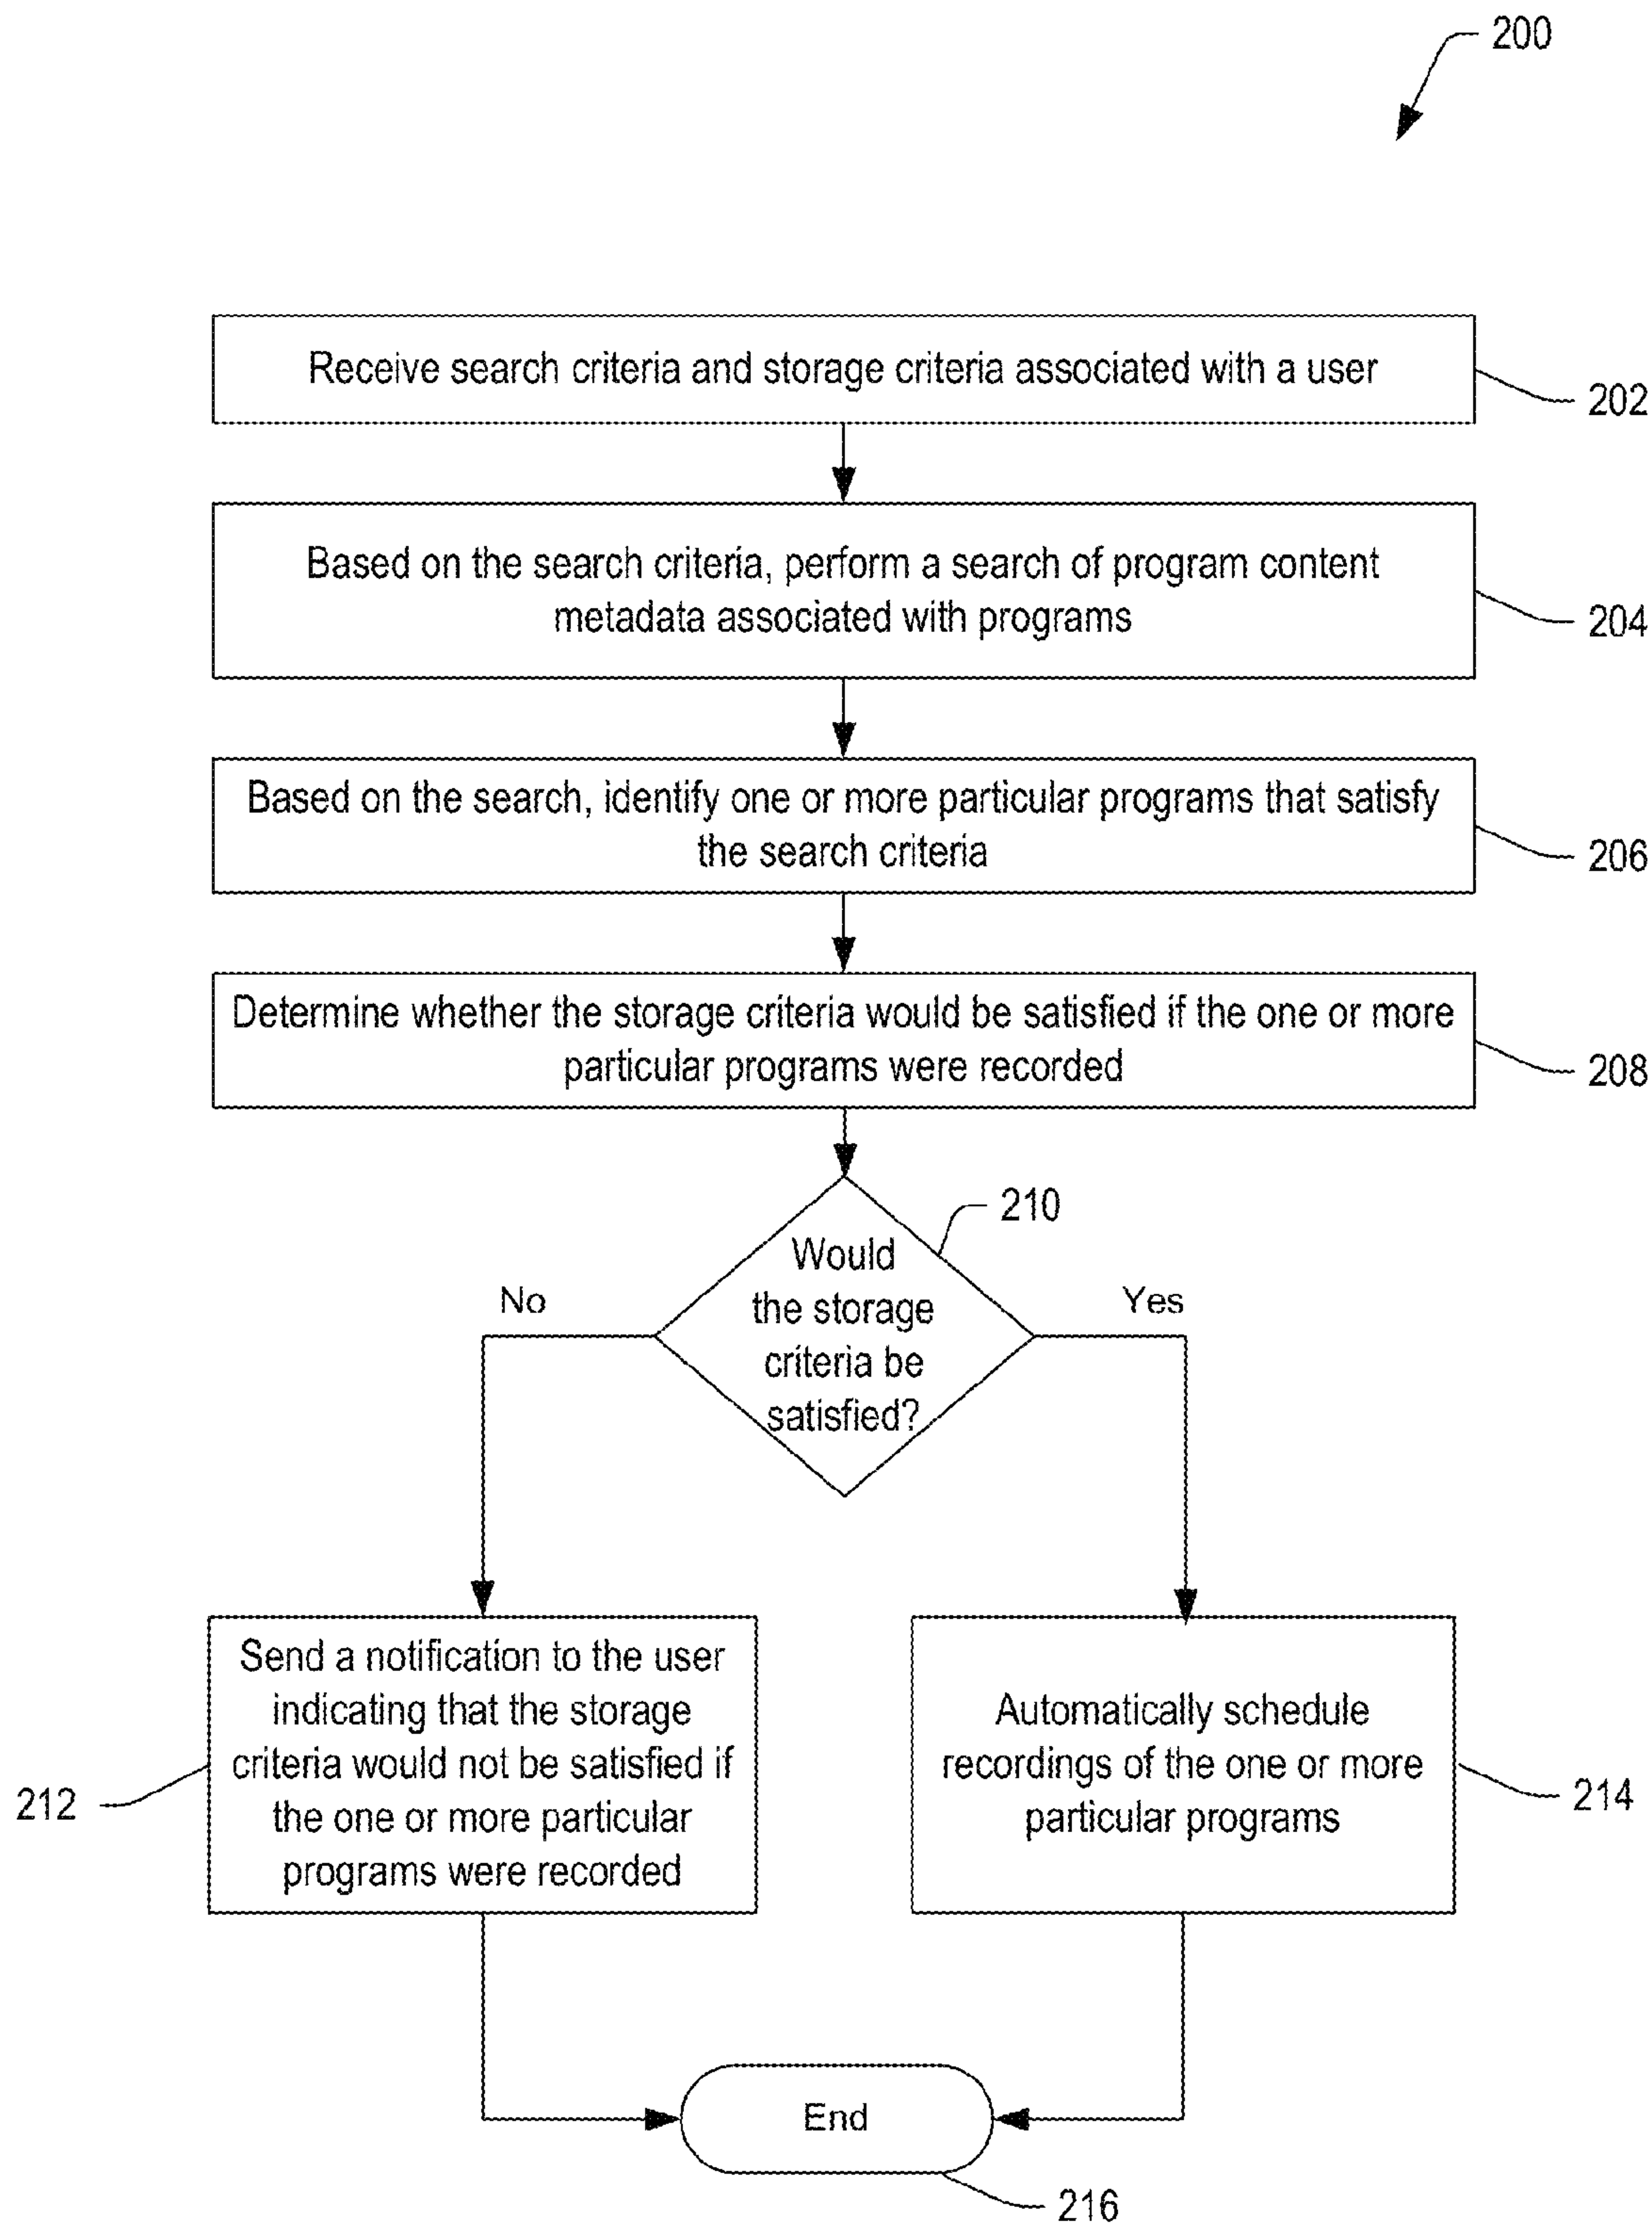 200
Receive search criteria and storage criteria associated with a user
202
Based on the search criteria, perform a search of program content
metadata associated with programs
204
Based on the search, identify one or more particular programs that satisfy
the search criteria
206
Determine whether the storage criteria would be satisfied if the one or more
particular programs were recorded
208
210
Would
the storage
criteria be
satisfied?
No
Yes
Send a notification to the user
indicating that the storage
criteria would not be satisfied if
the one or more particular
programs were recorded
212
Automatically schedule
recordings of the one or more
particular programs
214
End
216